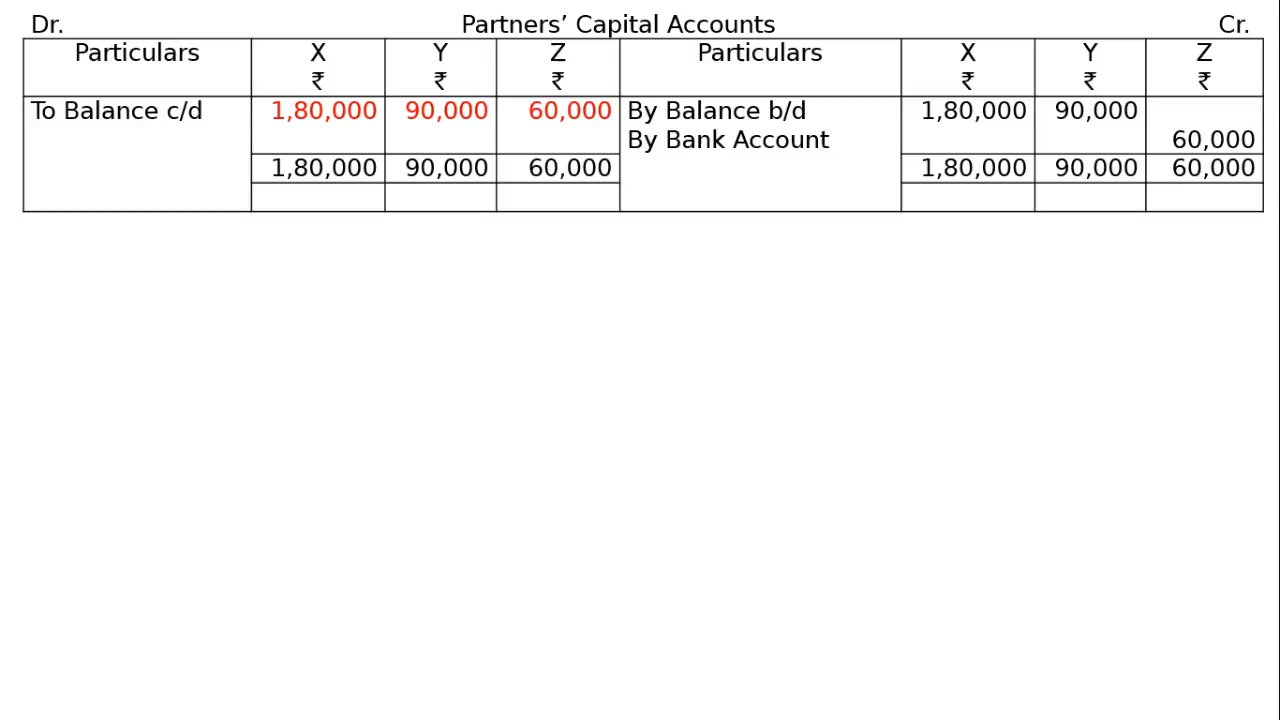 Dr. Partners’ Capital Accounts Cr.
Particulars X Y Z Particulars X Y Z
₹ ₹ ₹ ₹ ₹ ₹
To Balance c/d 1,80,000 90,000 60,000 By Balance b/d 1,80,000 90,000
By Bank Account 60,000
1,80,000 90,000 60,000 1,80,000 90,000 60,000